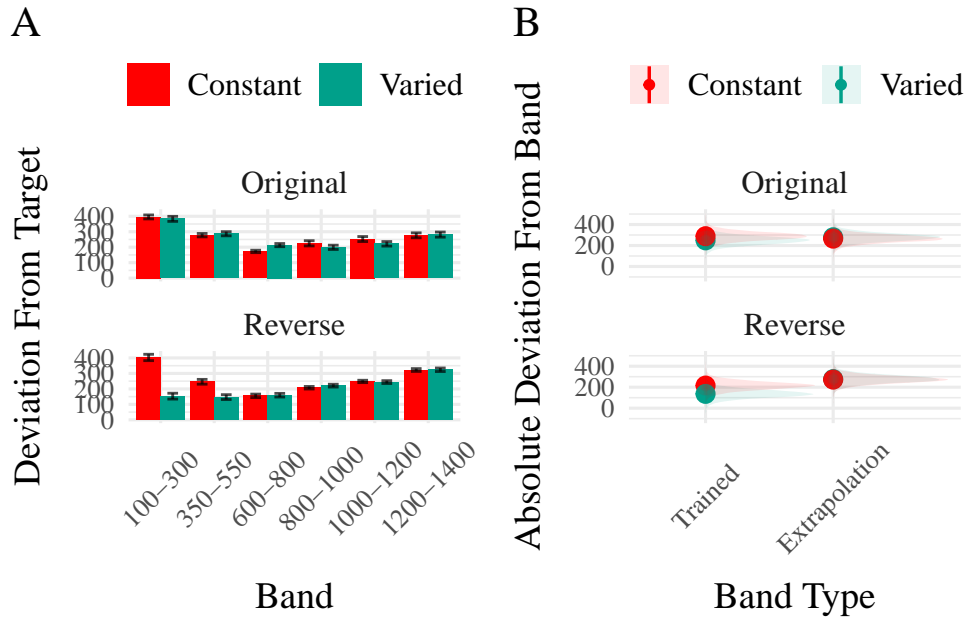 A
Constant
Varied
Deviation From Target
Original
400
300
200
100
0
Reverse
400
300
200
100
0
100−300
350−550
600−800
800−1000
1000−1200
1200−1400
Band
B
Constant
Varied
Absolute Deviation From Band
Original
400
200
0
Reverse
400
200
0
Trained
Extrapolation
Band Type